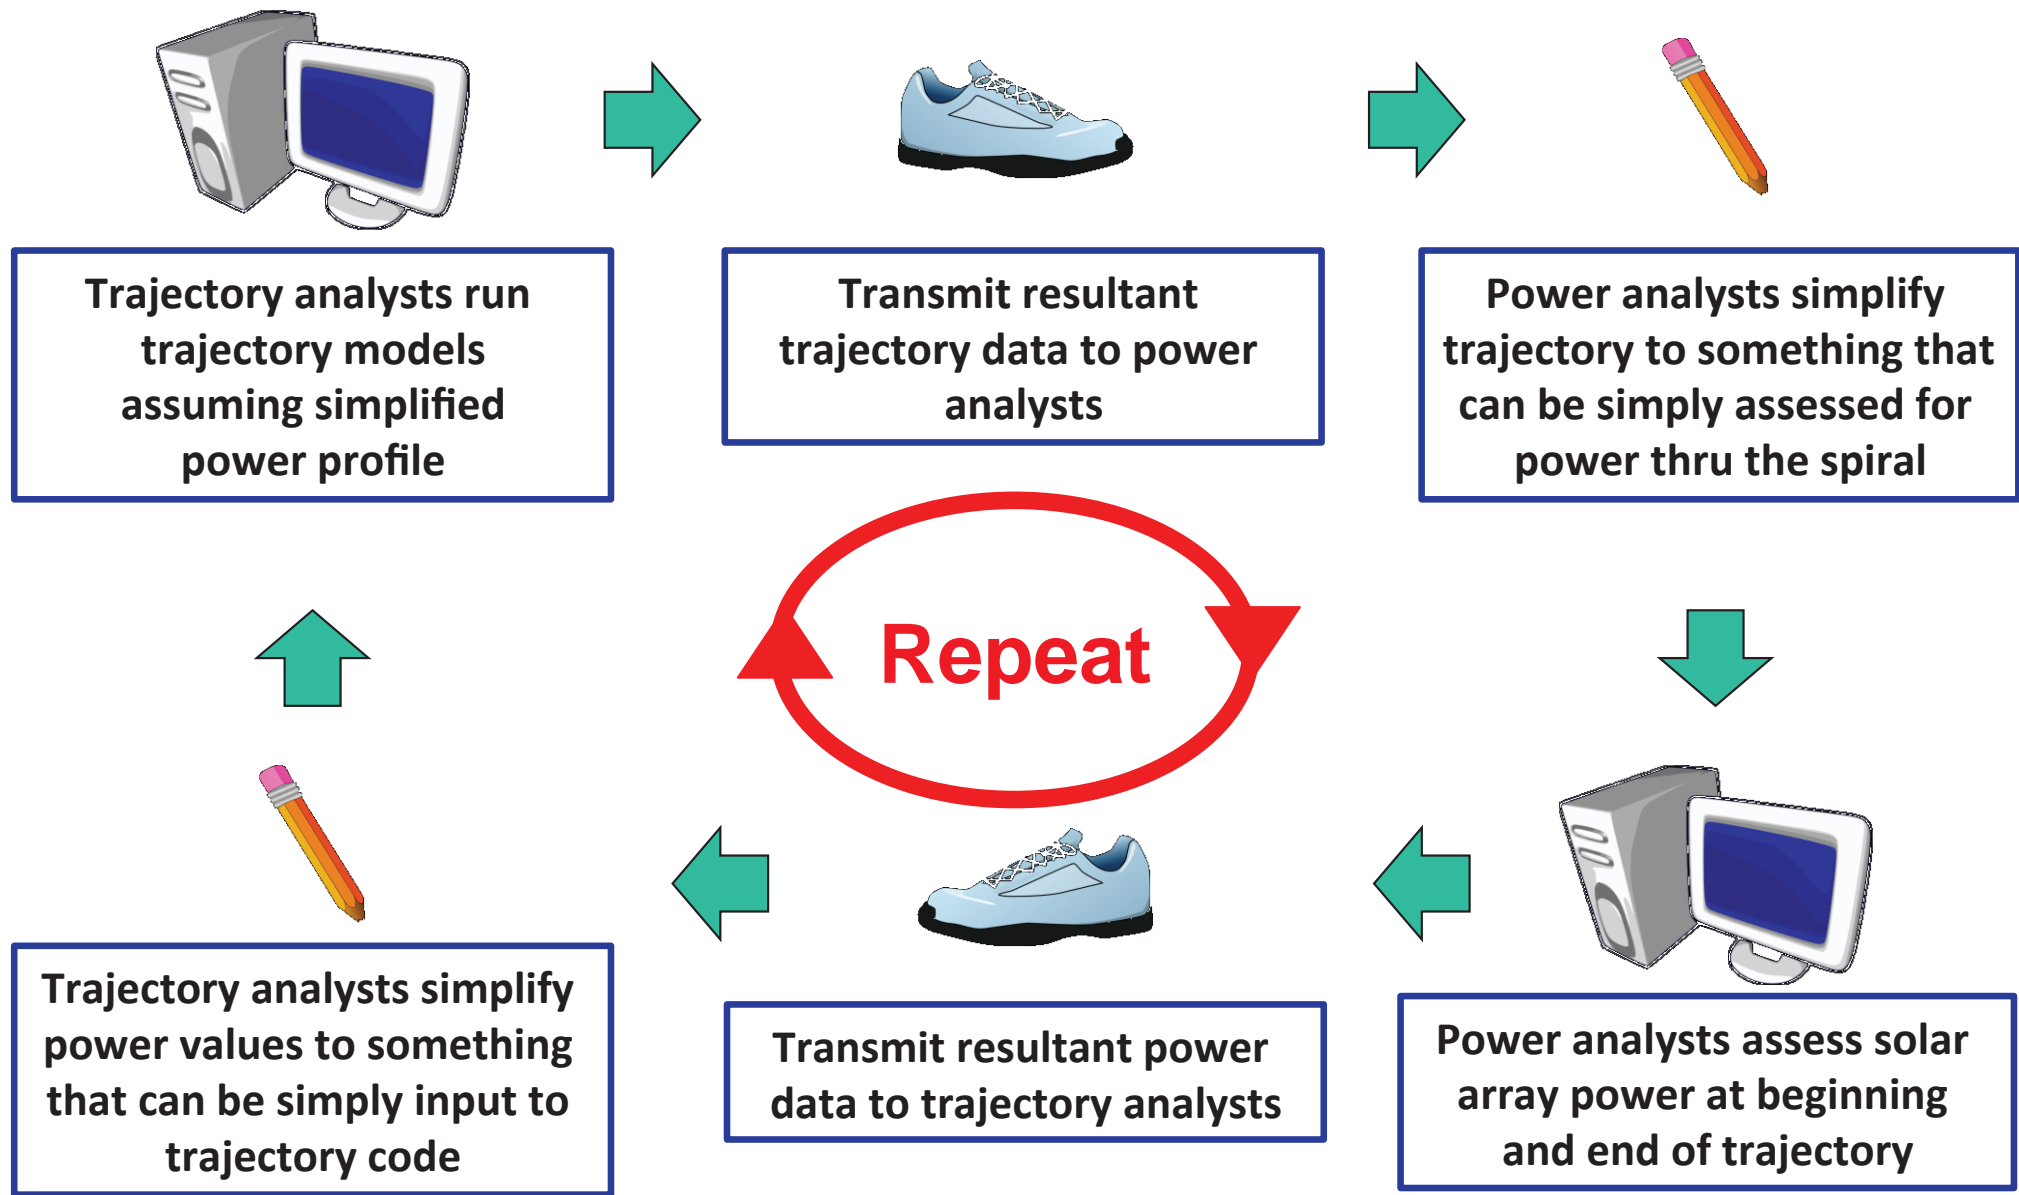 Trajectory analysts run
trajectory models
assuming simplified
power profile
Transmit resultant
trajectory data to power
analysts
Power analysts simplify
trajectory to something that
can be simply assessed for
power thru the spiral
Repeat
Trajectory analysts simplify
power values to something
that can be simply input to
trajectory code
Transmit resultant power
data to trajectory analysts
Power analysts assess solar
array power at beginning
and end of trajectory